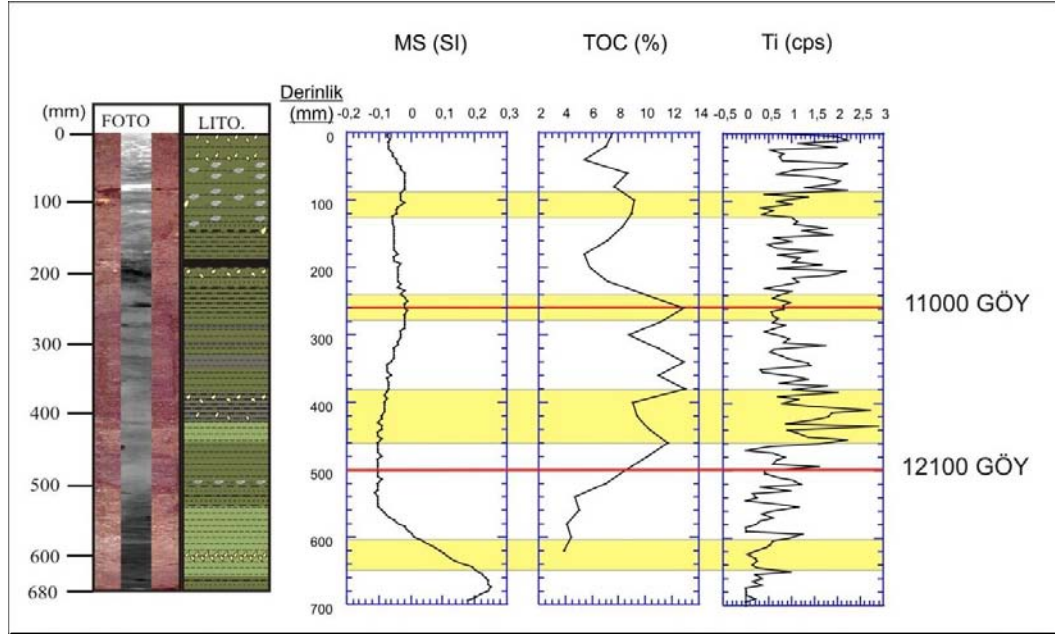 MS (SI) TOC (%) Ti (cps)
Derinlik
(mm) (mm) -0,2 -0,1 0 0,1 0,2 0,3 2 4 6 8 10 12 14 -0,5 0 0,5 1 1,5 2 2,5 3
FOTO LITO.
0 0
100 100
200 200
11000 GÖY
300 300
400 400
12100 GÖY
500 500
600 600
680 700